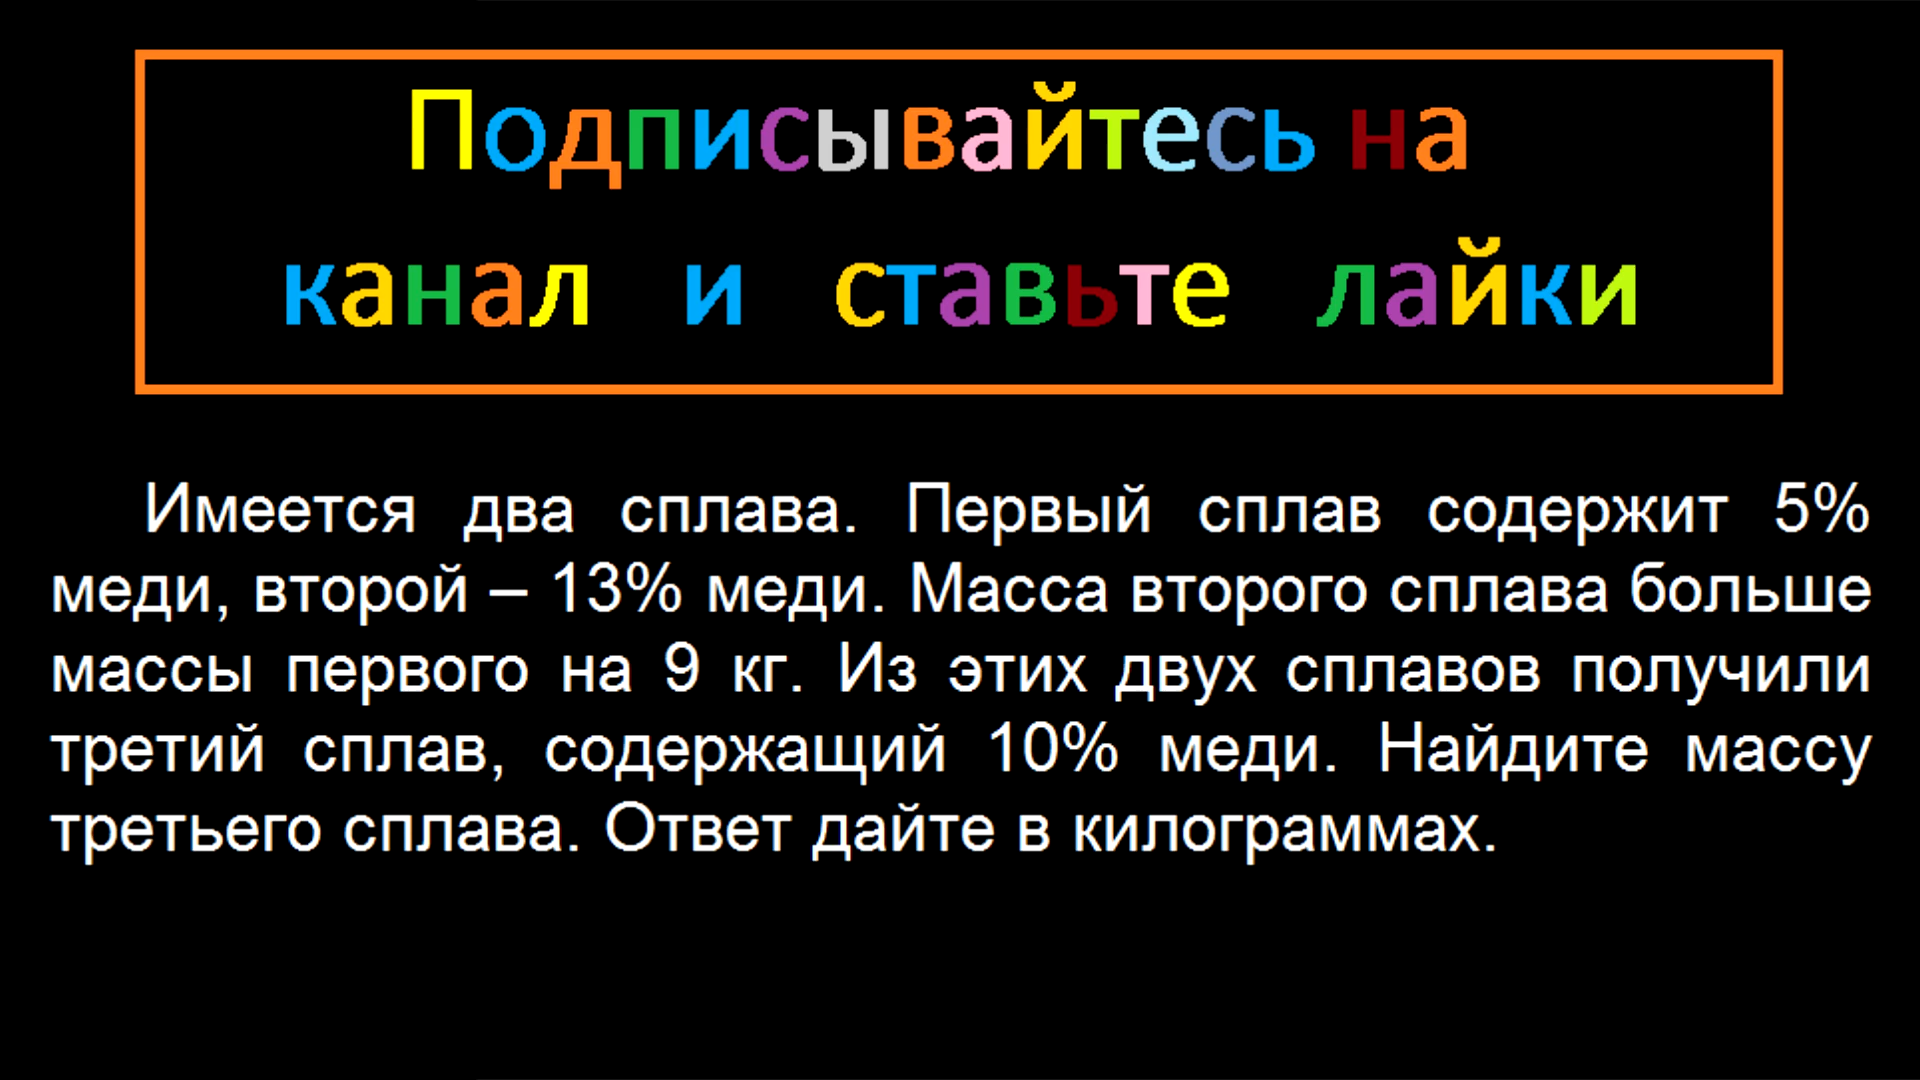 Подписывайтесь на
канал и ставьте лайки
Имеется два сплава. Первый сплав содержит 5%
меди, второй – 13% меди. Масса второго сплава больше
массы первого на 9 кг. Из этих двух сплавов получили
третий сплав, содержащий 10% меди. Найдите массу
третьего сплава. Ответ дайте в килограммах.